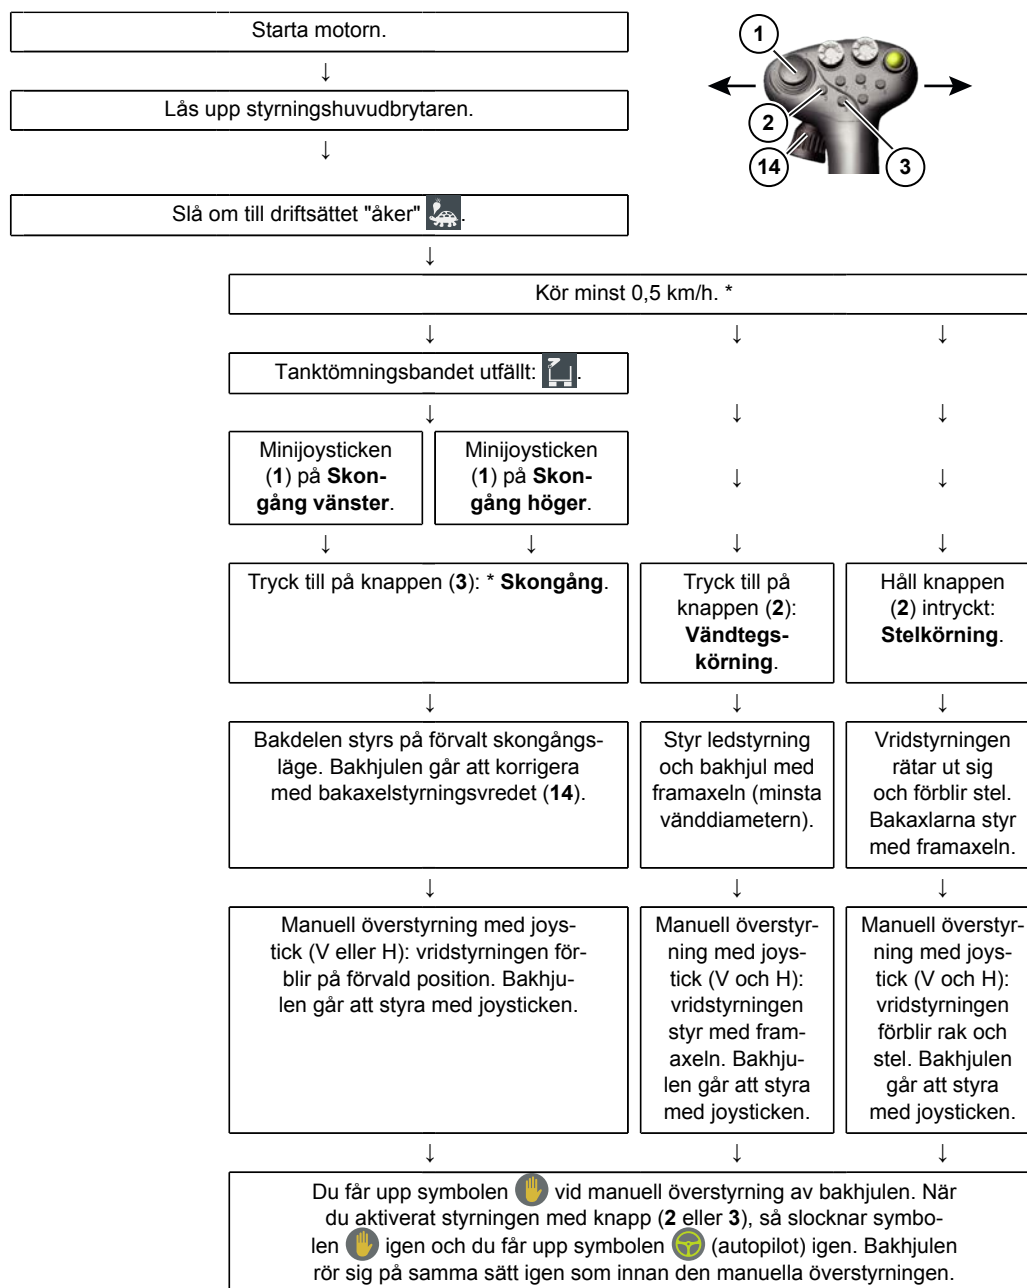 Starta motorn.
1
Lås upp styrningshuvudbrytaren.
2
14
3
Slå om till driftsättet "åker" .
Kör minst 0,5 km/h. *
Tanktömningsbandet utfällt: .
Minijoysticken
(1) på Skon-
gång vänster.
Minijoysticken
(1) på Skon-
gång höger.
Tryck till på knappen (3): * Skongång.
Tryck till på
knappen (2):
Vändtegs-
körning.
Håll knappen
(2) intryckt:
Stelkörning.
Bakdelen styrs på förvalt skongångs-
läge. Bakhjulen går att korrigera
med bakaxelstyrningsvredet (14).
Styr ledstyrning
och bakhjul med
framaxeln (minsta
vänddiametern).
Vridstyrningen
rätar ut sig
och förblir stel.
Bakaxlarna styr
med framaxeln.
Manuell överstyrning med joys-
tick (V eller H): vridstyrningen för-
blir på förvald position. Bakhju-
len går att styra med joysticken.
Manuell överstyr-
ning med joys-
tick (V och H):
vridstyrningen
styr med fram-
axeln. Bakhju-
len går att styra
med joysticken.
Manuell överstyr-
ning med joys-
tick (V och H):
vridstyrningen
förblir rak och
stel. Bakhjulen
går att styra
med joysticken.
Du får upp symbolen vid manuell överstyrning av bakhjulen. När
du aktiverat styrningen med knapp (2 eller 3), så slocknar symbo-
len igen och du får upp symbolen (autopilot) igen. Bakhjulen
rör sig på samma sätt igen som innan den manuella överstyrningen.